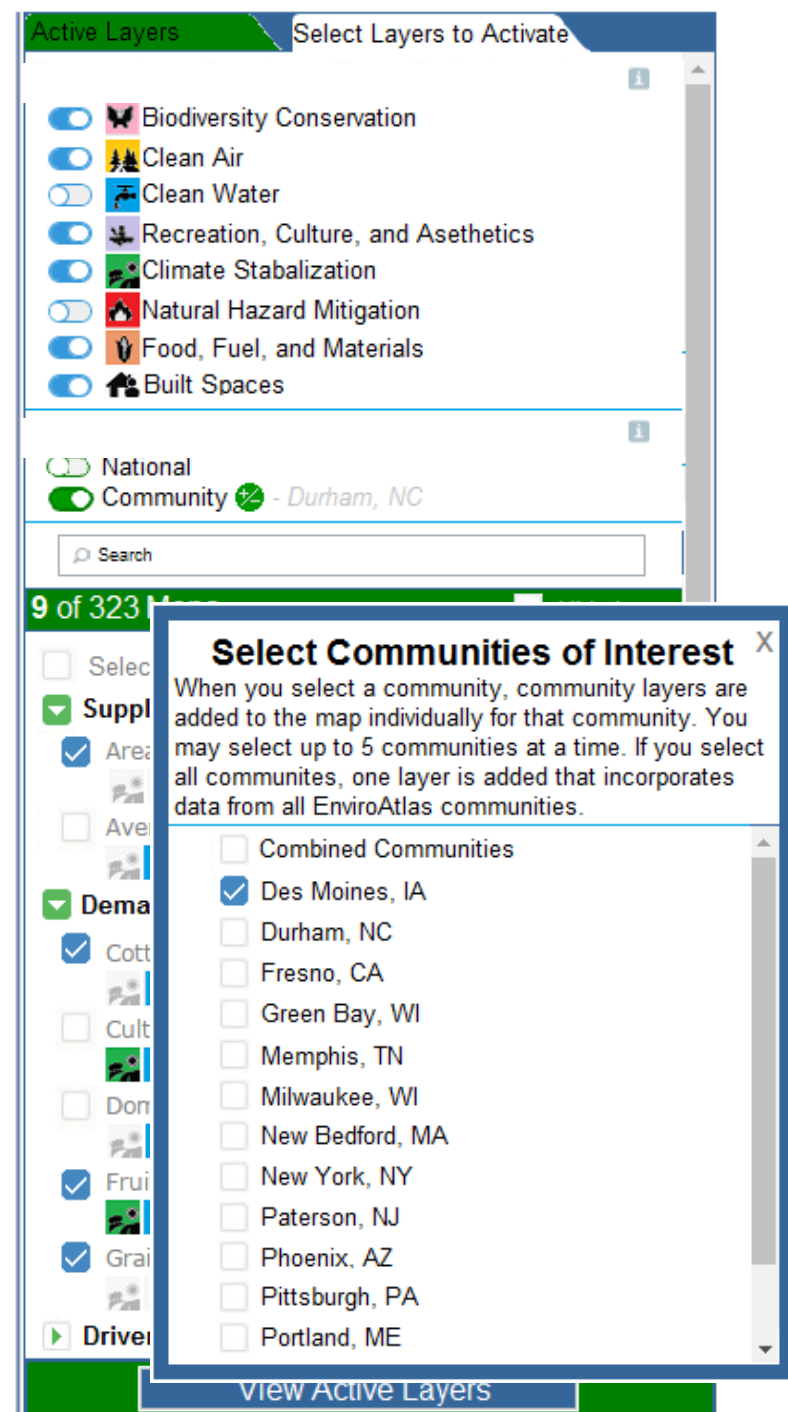 Active Layers
Select Layers to Activate
Biodiversity Conservation
Clean Air
Clean Water
Recreation, Culture, and Asethetics
Climate Stabalization
Natural Hazard Mitigation
Food, Fuel, and Materials
Built Spaces
National
Community - Durham, NC
Search
9 of 323
Select Communities of Interest X
When you select a community, community layers are
added to the map individually for that community. You
may select up to 5 communities at a time. If you select
all communites, one layer is added that incorporates
data from all EnviroAtlas communities.
Combined Communities
Des Moines, IA
Durham, NC
Fresno, CA
Green Bay, WI
Memphis, TN
Milwaukee, WI
New Bedford, MA
New York, NY
Paterson, NJ
Phoenix, AZ
Pittsburgh, PA
Portland, ME
Selec
Suppl
Area
Ave
Dema
Cott
Cult
Dom
Frui
Grai
Driver
View Active Layers